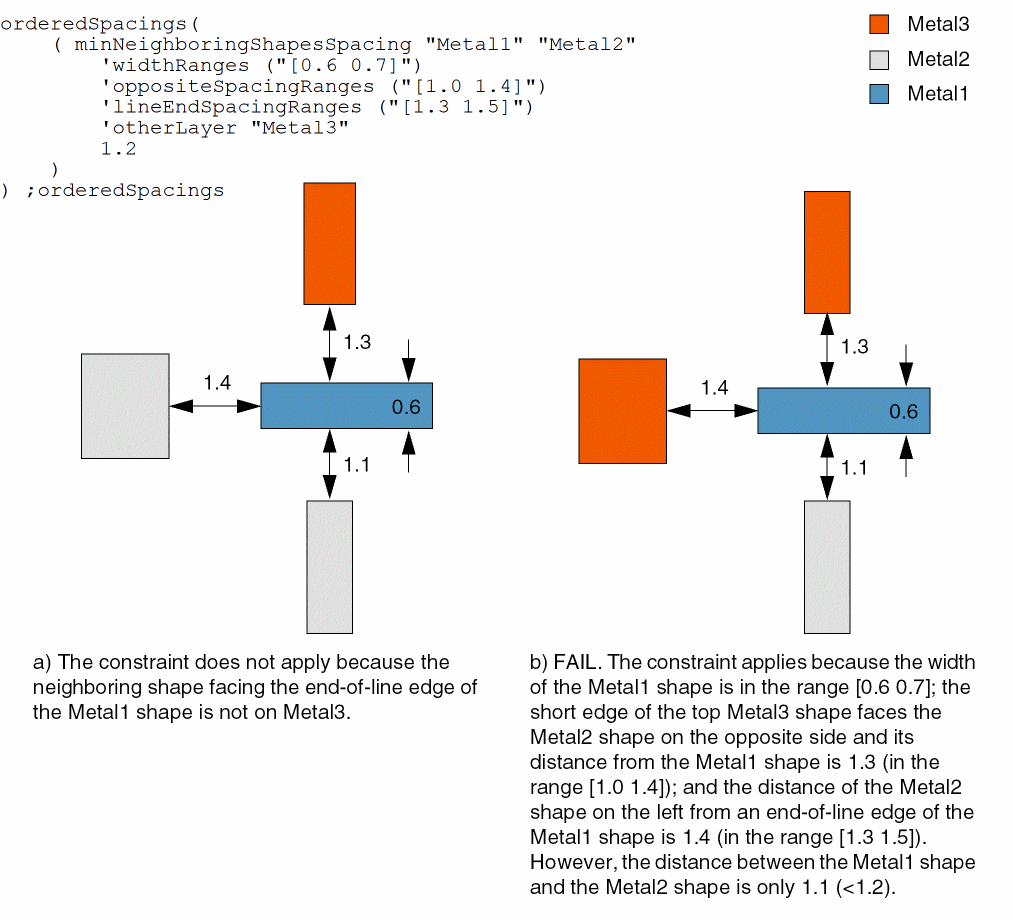 orderedSpacings(
( minNeighboringShapesSpacing "Metal1" "Metal2"
'widthRanges ("[0.6 0.7]")
'oppositeSpacingRanges ("[1.0 1.4]")
'lineEndSpacingRanges ("[1.3 1.5]")
'otherLayer "Metal3"
1.2
)
) ;orderedSpacings
Metal3
Metal2
Metal1
1.3
1.4
0.6
1.1
1.3
1.4
0.6
1.1
a) The constraint does not apply because the
neighboring shape facing the end-of-line edge of
the Metal1 shape is not on Metal3.
b) FAIL. The constraint applies because the width
of the Metal1 shape is in the range [0.6 0.7]; the
short edge of the top Metal3 shape faces the
Metal2 shape on the opposite side and its
distance from the Metal1 shape is 1.3 (in the
range [1.0 1.4]); and the distance of the Metal2
shape on the left from an end-of-line edge of the
Metal1 shape is 1.4 (in the range [1.3 1.5]).
However, the distance between the Metal1 shape
and the Metal2 shape is only 1.1 (<1.2).